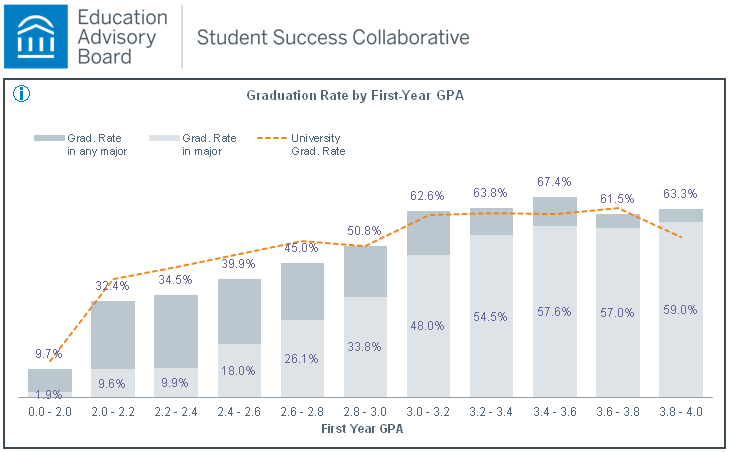 Education
Advisory
Board
Student Success Collaborative
Graduation Rate by First-Year GPA
Grad. Rate
in any major
Grad. Rate
in major
University
Grad. Rate
9.7% 32.4% 34.5% 39.9% 45.0% 50.8% 62.6% 63.8% 67.4% 61.5% 63.3%
1.9% 9.6% 9.9% 18.0% 26.1% 33.8% 48.0% 54.5% 57.6% 57.0% 59.0%
0.0 - 2.0 2.0 - 2.2 2.2 - 2.4 2.4 - 2.6 2.6 - 2.8 2.8 - 3.0 3.0 - 3.2 3.2 - 3.4 3.4 - 3.6 3.6 - 3.8 3.8 - 4.0
First Year GPA